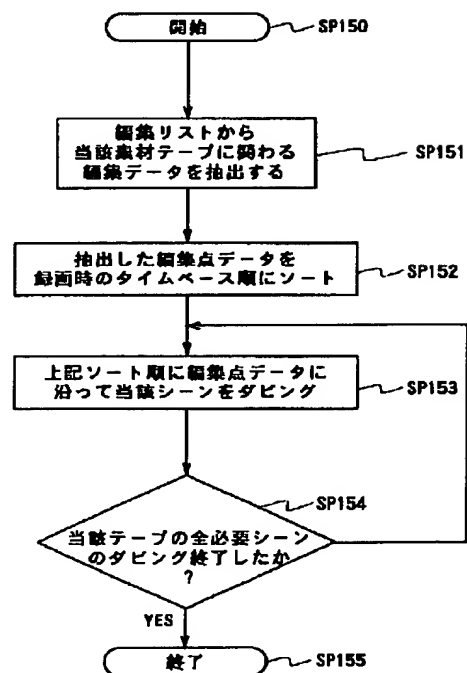 開始
SP150
編集リストから
当該素材テープに関わる
編集データを抽出する
SP151
抽出した編集点データを
録画時のタイムベース順にソート
SP152
上記ソート順に編集点データに
沿って当該シーンをダビング
SP153
SP154
当該テープの全必要シーン
のダビング終了したか
?
YES
終了
SP155